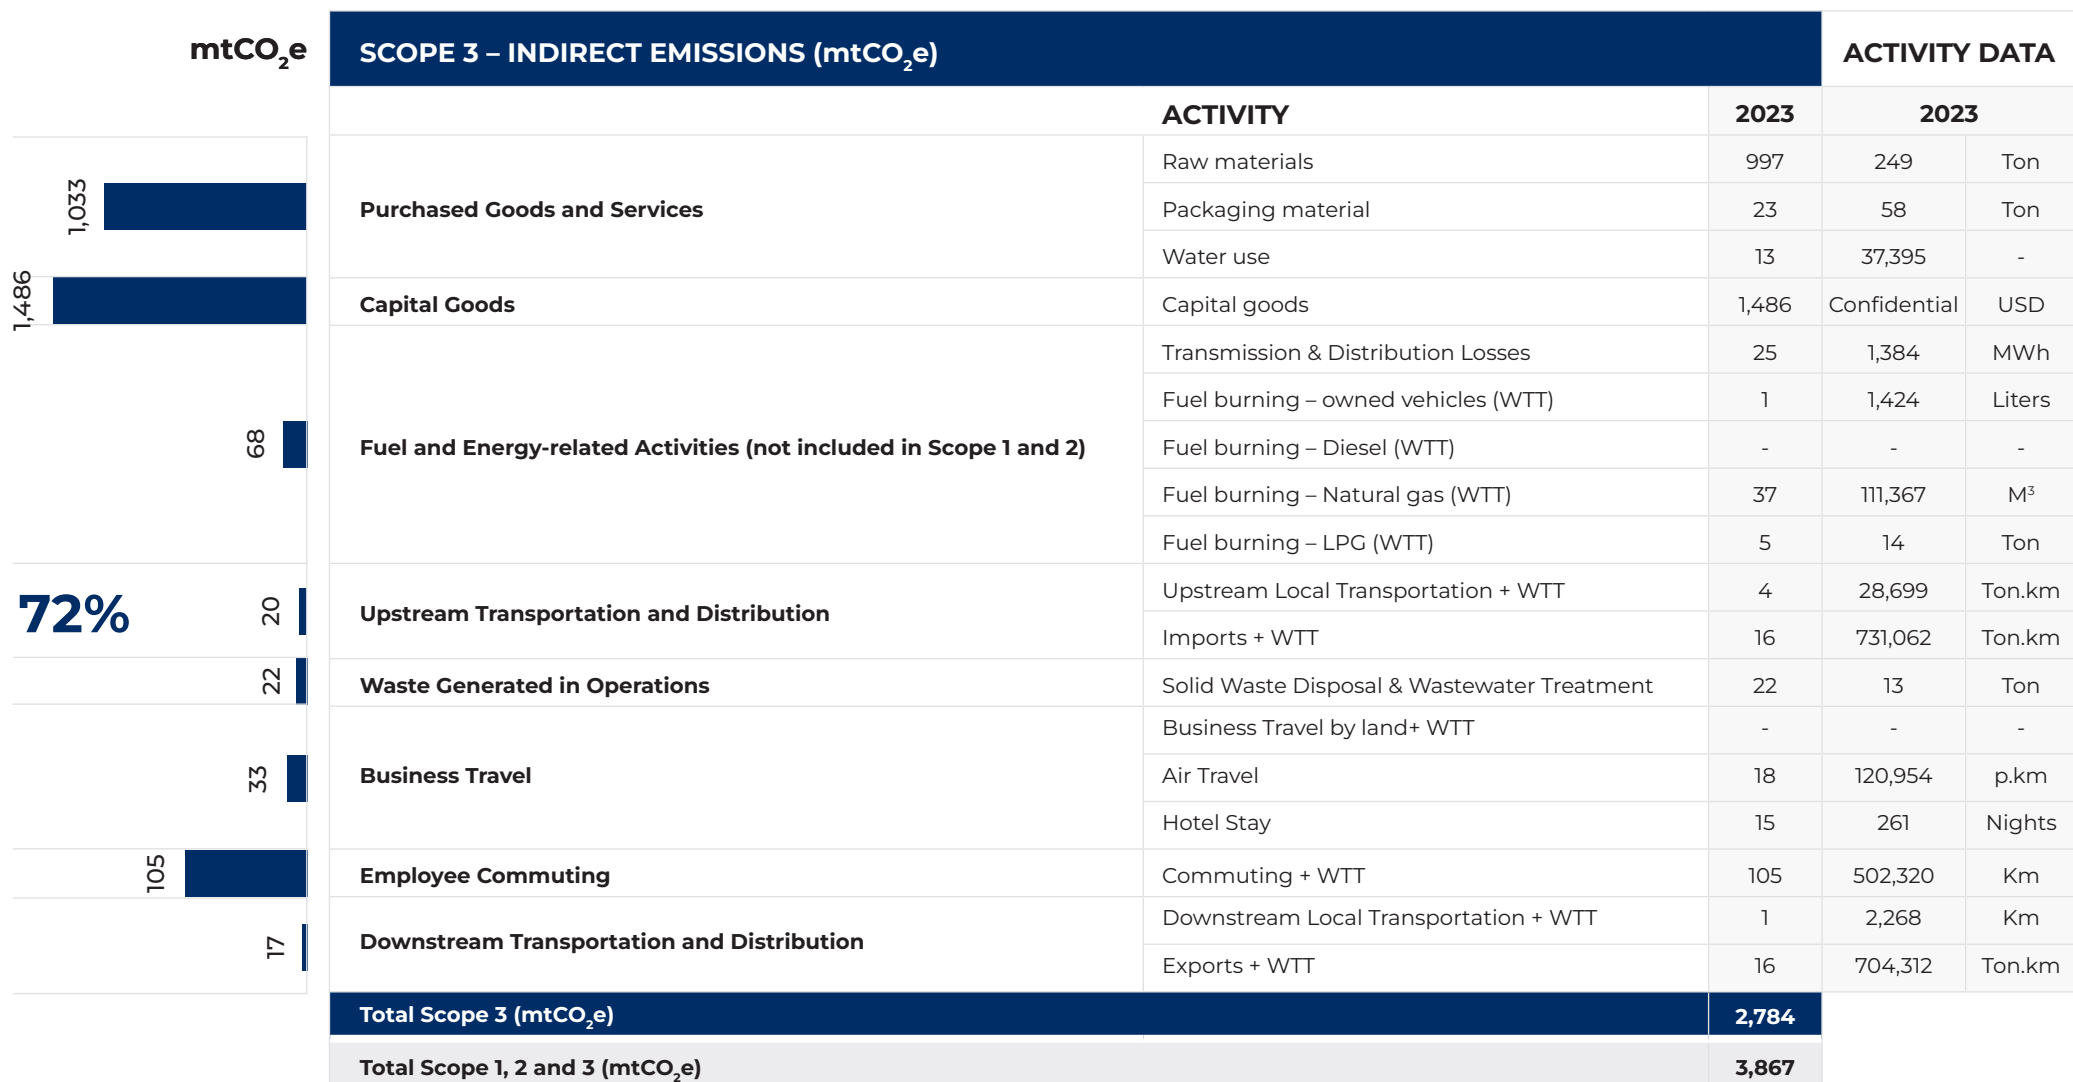 mtCO2e SCOPE 3 – INDIRECT EMISSIONS (mtCO2e) ACTIVITY DATA
ACTIVITY 2023 2023
1,033 Purchased Goods and Services
Raw materials 997 249 Ton
Packaging material 23 58 Ton
Water use 13 37,395 -
1,486 Capital Goods Capital goods 1,486 Confidential USD
68 Fuel and Energy-related Activities (not included in Scope 1 and 2)
Transmission & Distribution Losses 25 1,384 MWh
Fuel burning – owned vehicles (WTT) 1 1,424 Liters
Fuel burning – Diesel (WTT) - - -
Fuel burning – Natural gas (WTT) 37 111,367 M³
Fuel burning – LPG (WTT) 5 14 Ton
72% 20 Upstream Transportation and Distribution
Upstream Local Transportation + WTT 4 28,699 Ton.km
Imports + WTT 16 731,062 Ton.km
22 Waste Generated in Operations Solid Waste Disposal & Wastewater Treatment 22 13 Ton
33 Business Travel
Business Travel by land+ WTT - - -
Air Travel 18 120,954 p.km
Hotel Stay 15 261 Nights
105 Employee Commuting Commuting + WTT 105 502,320 Km
17 Downstream Transportation and Distribution
Downstream Local Transportation + WTT 1 2,268 Km
Exports + WTT 16 704,312 Ton.km
Total Scope 3 (mtCO2e) 2,784
Total Scope 1, 2 and 3 (mtCO2e) 3,867